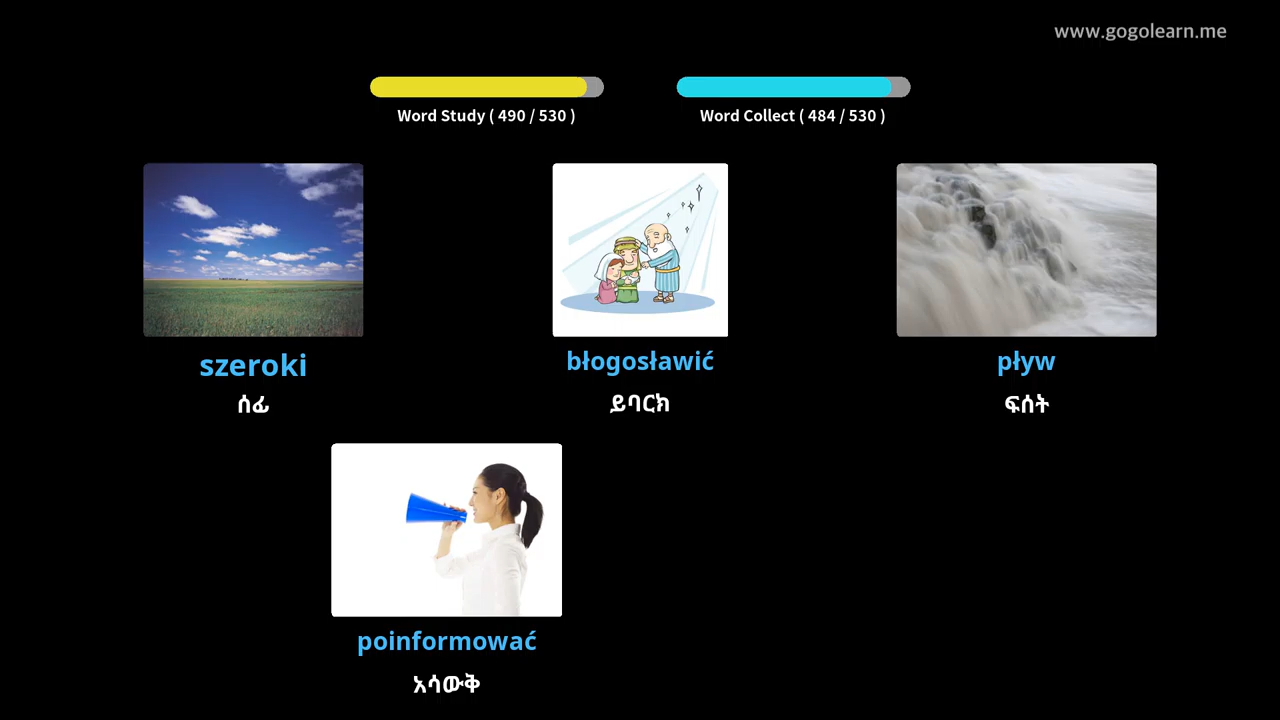 www.gogolearn.me
Word Study ( 490 / 530 )
Word Collect ( 484 / 530 )
szeroki
ሰፊ
błogosławić
ይባርክ
pływ
ፍሰት
poinformować
አሳውቅ